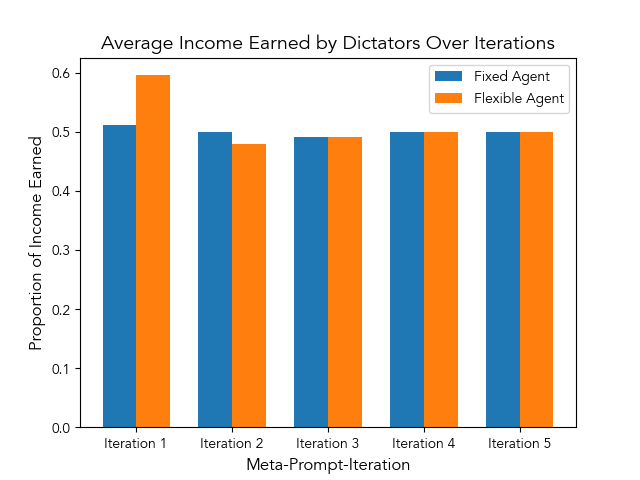 Average Income Earned by Dictators Over Iterations
Fixed Agent
Flexible Agent
Proportion of Income Earned
0.6
0.5
0.4
0.3
0.2
0.1
0.0
Iteration 1
Iteration 2
Iteration 3
Iteration 4
Iteration 5
Meta-Prompt-Iteration